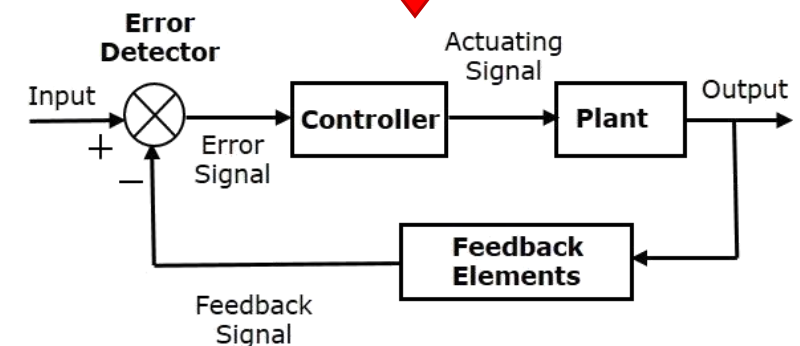 Error
Detector
Actuating
Signal
Input
Output
Controller
Plant
+
Error
Signal
−
Feedback
Elements
Feedback
Signal